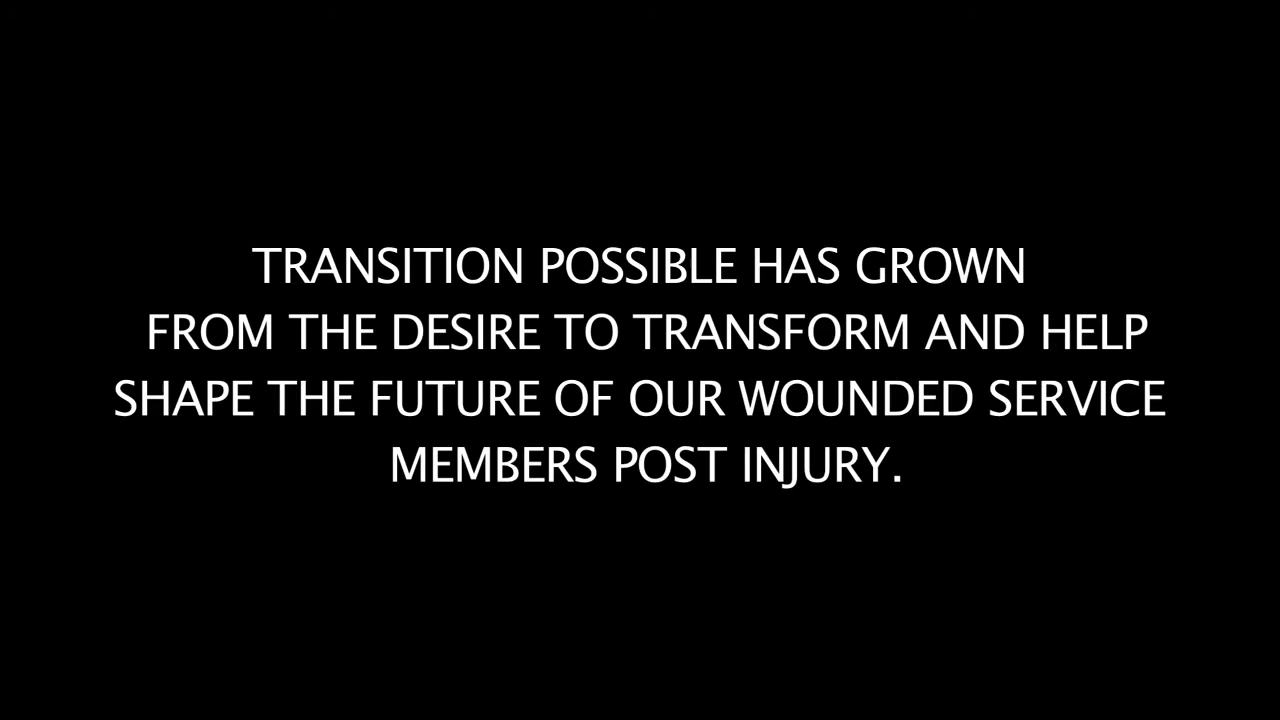 TRANSITION POSSIBLE HAS GROWN
FROM THE DESIRE TO TRANSFORM AND HELP
SHAPE THE FUTURE OF OUR WOUNDED SERVICE
MEMBERS POST INJURY.